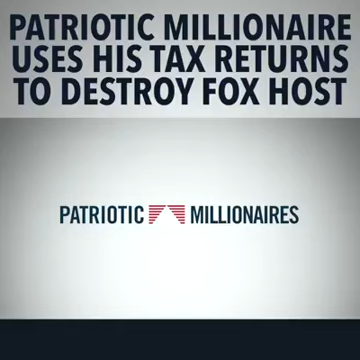 PATRIOTIC MILLIONAIRE
USES HIS TAX RETURNS
TO DESTROY FOX HOST
PATRIOTIC MILLIONAIRES